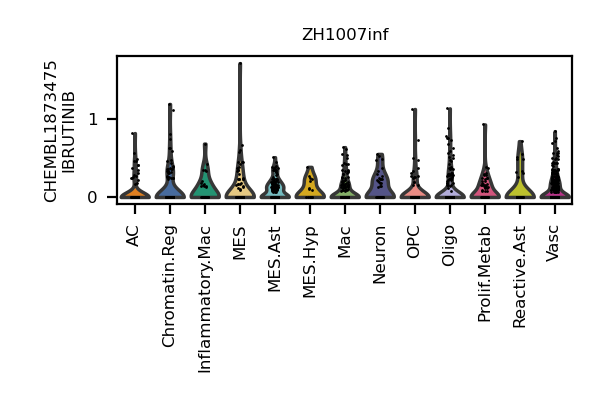 ZH1007inf
CHEMBL1873475
IBRUTINIB
1
0
AC
Chromatin.Reg
Inflammatory.Mac
MES
MES.Ast
MES.Hyp
Mac
Neuron
OPC
Oligo
Prolif.Metab
Reactive.Ast
Vasc